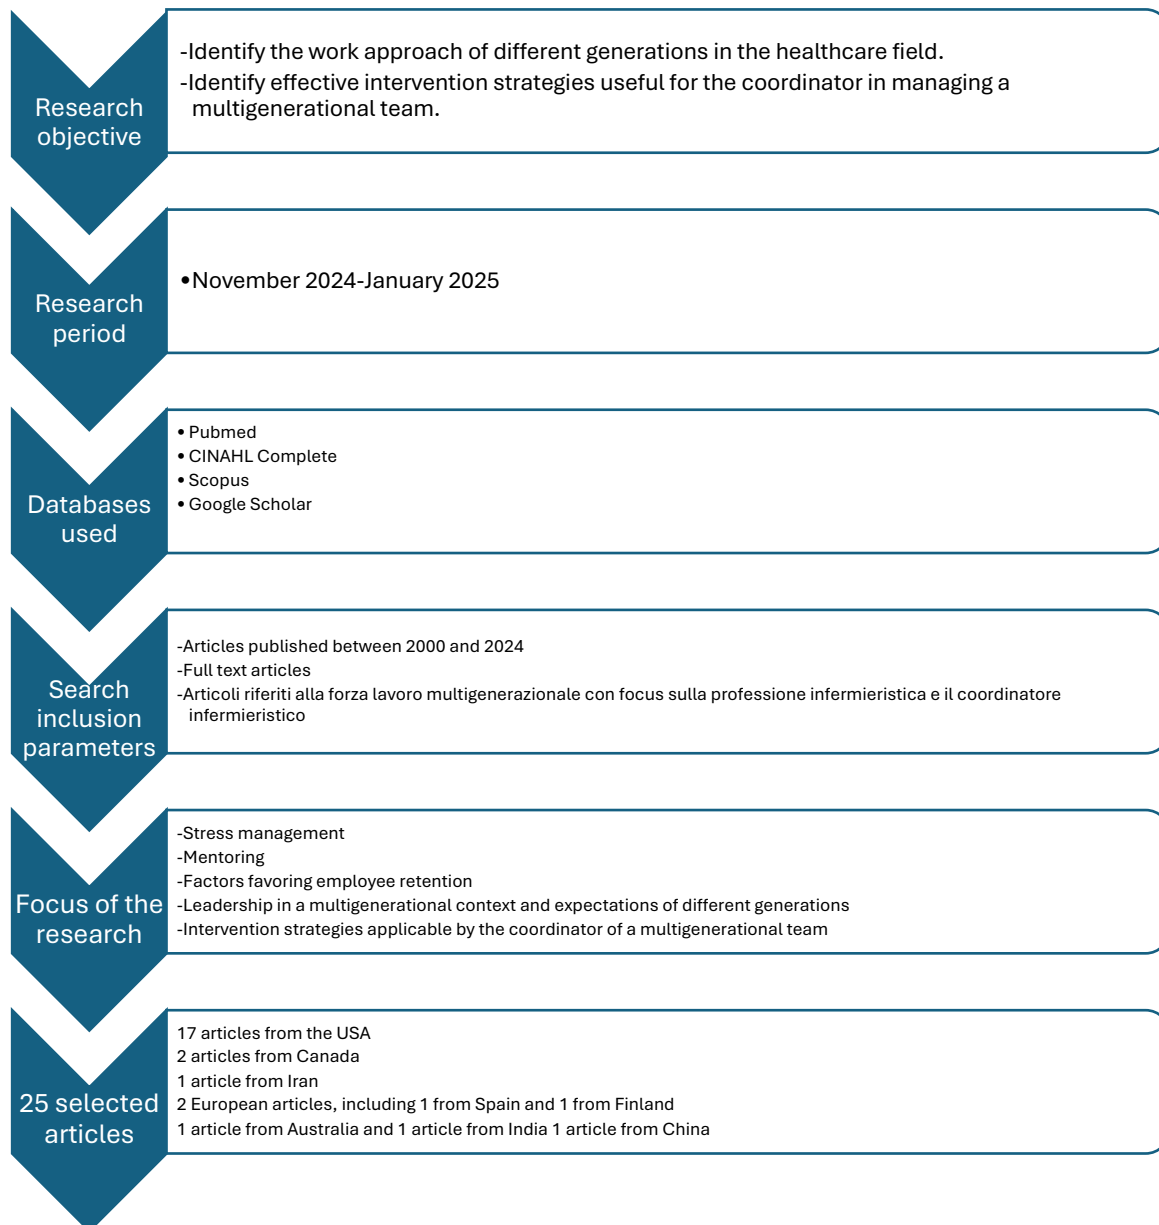 Research
objective
-Identify the work approach of different generations in the healthcare field.
-Identify effective intervention strategies useful for the coordinator in managing a
multigenerational team.
Research
period
•November 2024-January 2025
Databases
used
• Pubmed
• CINAHL Complete
• Scopus
• Google Scholar
Search
inclusion
parameters
-Articles published between 2000 and 2024
-Full text articles
-Articoli riferiti alla forza lavoro multigenerazionale con focus sulla professione infermieristica e il coordinatore
infermieristico
Focus of the
research
-Stress management
-Mentoring
-Factors favoring employee retention
-Leadership in a multigenerational context and expectations of different generations
-Intervention strategies applicable by the coordinator of a multigenerational team
25 selected
articles
17 articles from the USA
2 articles from Canada
1 article from Iran
2 European articles, including 1 from Spain and 1 from Finland
1 article from Australia and 1 article from India 1 article from China